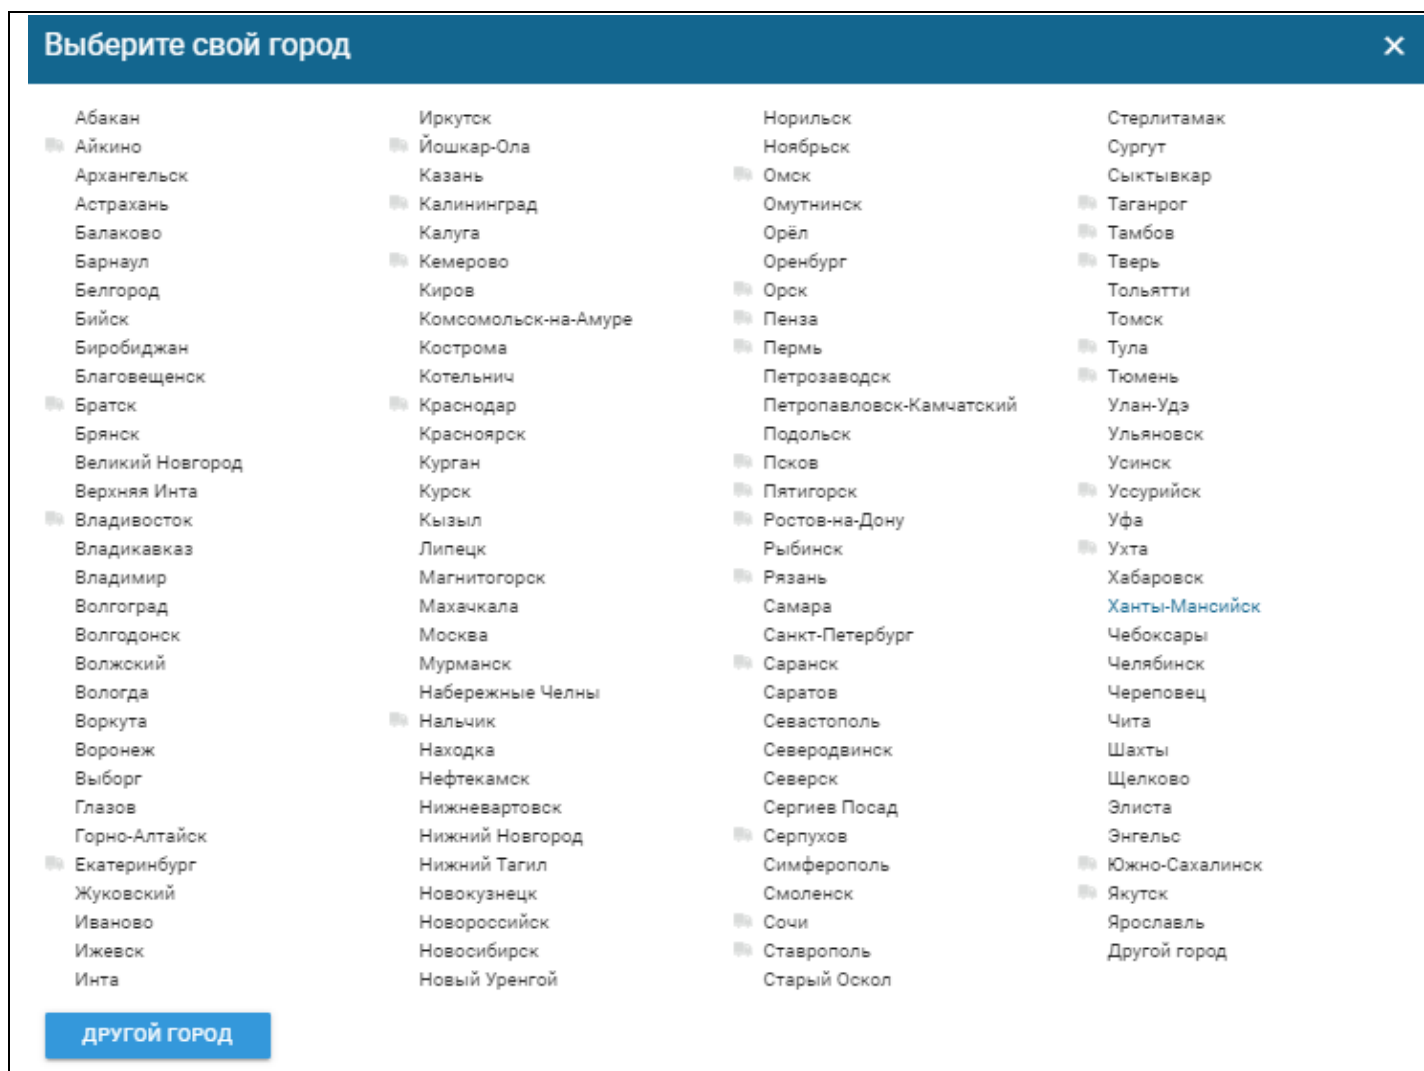 Выберите свой город
Абакан
Айкино
Архангельск
Астрахань
Балаково
Барнаул
Белгород
Бийск
Биробиджан
Благовещенск
Братск
Брянск
Великий Новгород
Верхняя Инта
Владивосток
Владикавказ
Владимир
Волгоград
Волгодонск
Волжский
Вологда
Воркута
Воронеж
Выборг
Глазов
Горно-Алтайск
Екатеринбург
Жуковский
Иваново
Ижевск
Инта
Иркутск
Йошкар-Ола
Казань
Калининград
Калуга
Кемерово
Киров
Комсомольск-на-Амуре
Кострома
Котельнич
Краснодар
Красноярск
Курган
Курск
Кызыл
Липецк
Магнитогорск
Махачкала
Москва
Мурманск
Набережные Челны
Нальчик
Находка
Нефтекамск
Нижневартовск
Нижний Новгород
Нижний Тагил
Новокузнецк
Новороссийск
Новосибирск
Новый Уренгой
Норильск
Ноябрьск
Омск
Омутнинск
Орёл
Оренбург
Орск
Пенза
Пермь
Петрозаводск
Петропавловск-Камчатский
Подольск
Псков
Пятигорск
Ростов-на-Дону
Рыбинск
Рязань
Самара
Санкт-Петербург
Саранск
Саратов
Севастополь
Северодвинск
Северск
Сергиев Посад
Серпухов
Симферополь
Смоленск
Сочи
Ставрополь
Старый Оскол
Стерлитамак
Сургут
Сыктывкар
Таганрог
Тамбов
Тверь
Тольятти
Томск
Тула
Тюмень
Улан-Удэ
Ульяновск
Усинск
Уссурийск
Уфа
Ухта
Хабаровск
Ханты-Мансийск
Чебоксары
Челябинск
Череповец
Чита
Шахты
Щелково
Элиста
Энгельс
Южно-Сахалинск
Якутск
Ярославль
Другой город
ДРУГОЙ ГОРОД